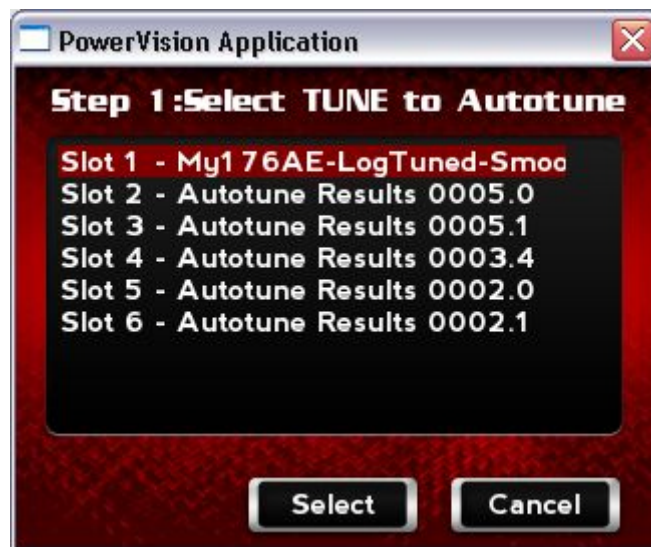 PowerVision Application
Step 1:Select TUNE to Autotune
Slot 1 - My176AE-LogTuned-Smoo
Slot 2 - Autotune Results 0005.0
Slot 3 - Autotune Results 0005.1
Slot 4 - Autotune Results 0003.4
Slot 5 - Autotune Results 0002.0
Slot 6 - Autotune Results 0002.1
Select Cancel